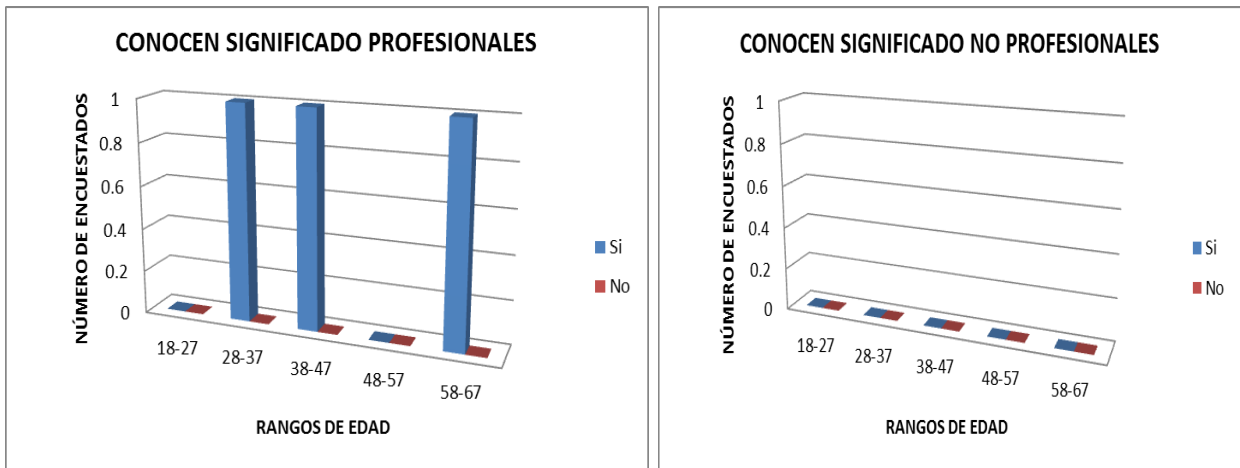 CONOCEN SIGNIFICADO PROFESIONALES
NÚMERO DE ENCUESTADOS
1
0.8
0.6
0.4
0.2
0
18-27
28-37
38-47
48-57
58-67
RANGOS DE EDAD
Si
No
CONOCEN SIGNIFICADO NO PROFESIONALES
NÚMERO DE ENCUESTADOS
1
0.8
0.6
0.4
0.2
0
18-27
28-37
38-47
48-57
58-67
RANGOS DE EDAD
Si
No